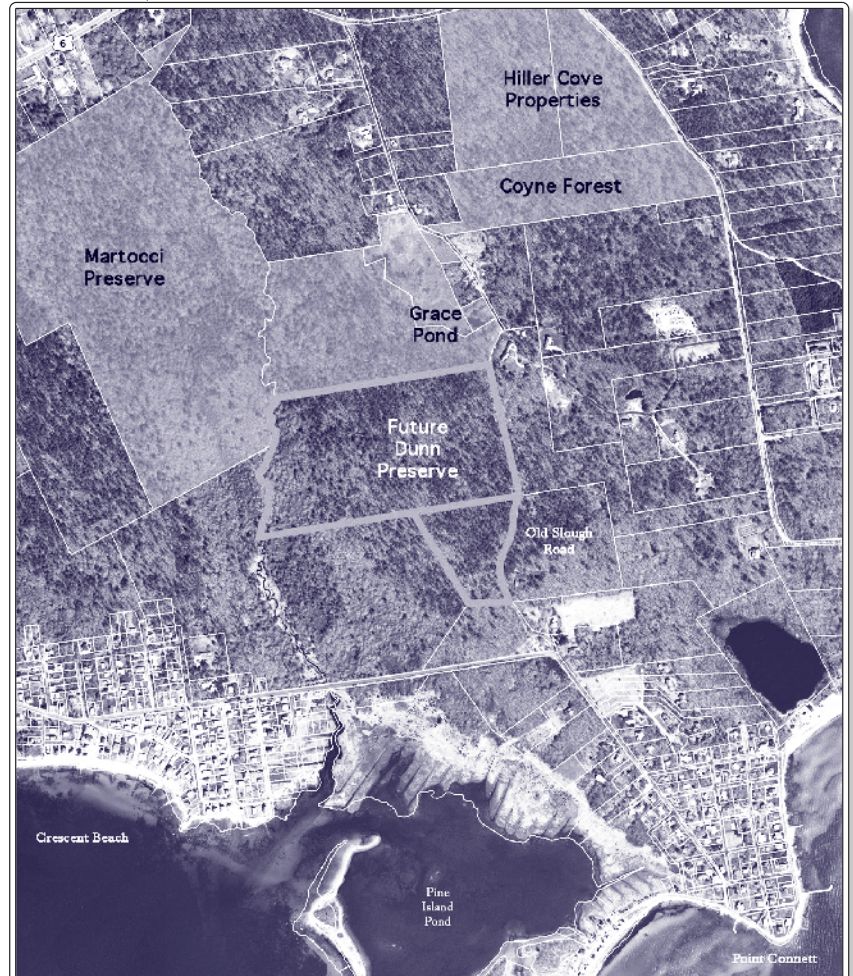 6
Hiller Cove
Properties
Coyne Forest
Martocci
Preserve
Grace
Pond
Future
Dunn
Preserve
Old Slough
Road
Crescent Beach
Pine
Island
Pond
Point Connett